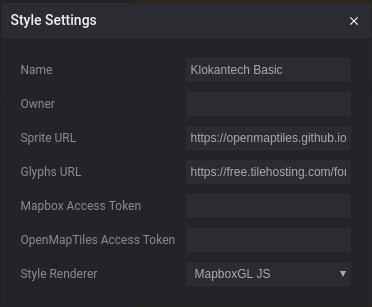 Style Settings ×
Name Klokantech Basic
Owner
Sprite URL https://openmaptiles.github.io
Glyphs URL https://free.tilehosting.com/fon
Mapbox Access Token
OpenMapTiles Access Token
Style Renderer MapboxGL JS